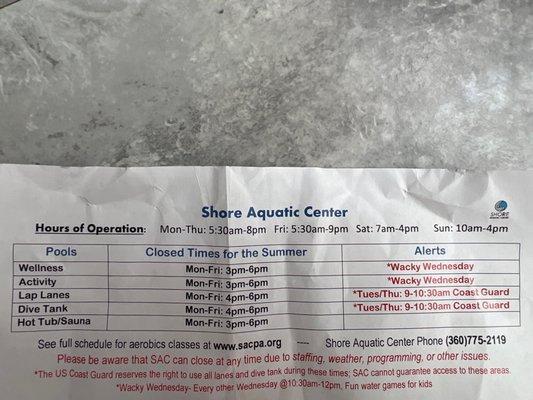 Shore Aquatic Center
SHORE
Hours of Operation: Mon-Thu: 5:30am-8pm Fri: 5:30am-9pm Sat: 7am-4pm Sun: 10am-4pm
Pools Closed Times for the Summer Alerts
Wellness Mon-Fri: 3pm-6pm *Wacky Wednesday
Activity Mon-Fri: 3pm-6pm *Wacky Wednesday
Lap Lanes Mon-Fri: 4pm-6pm *Tues/Thu: 9-10:30am Coast Guard
Dive Tank Mon-Fri: 4pm-6pm *Tues/Thu: 9-10:30am Coast Guard
Hot Tub/Sauna Mon-Fri: 3pm-6pm
See full schedule for aerobics classes at www.sacpa.org ---- Shore Aquatic Center Phone (360)775-2119
Please be aware that SAC can close at any time due to staffing, weather, programming, or other issues.
*The US Coast Guard reserves the right to use all lanes and dive tank during these times; SAC cannot guarantee access to these areas.
*Wacky Wednesday- Every other Wednesday @10:30am-12pm, Fun water games for kids